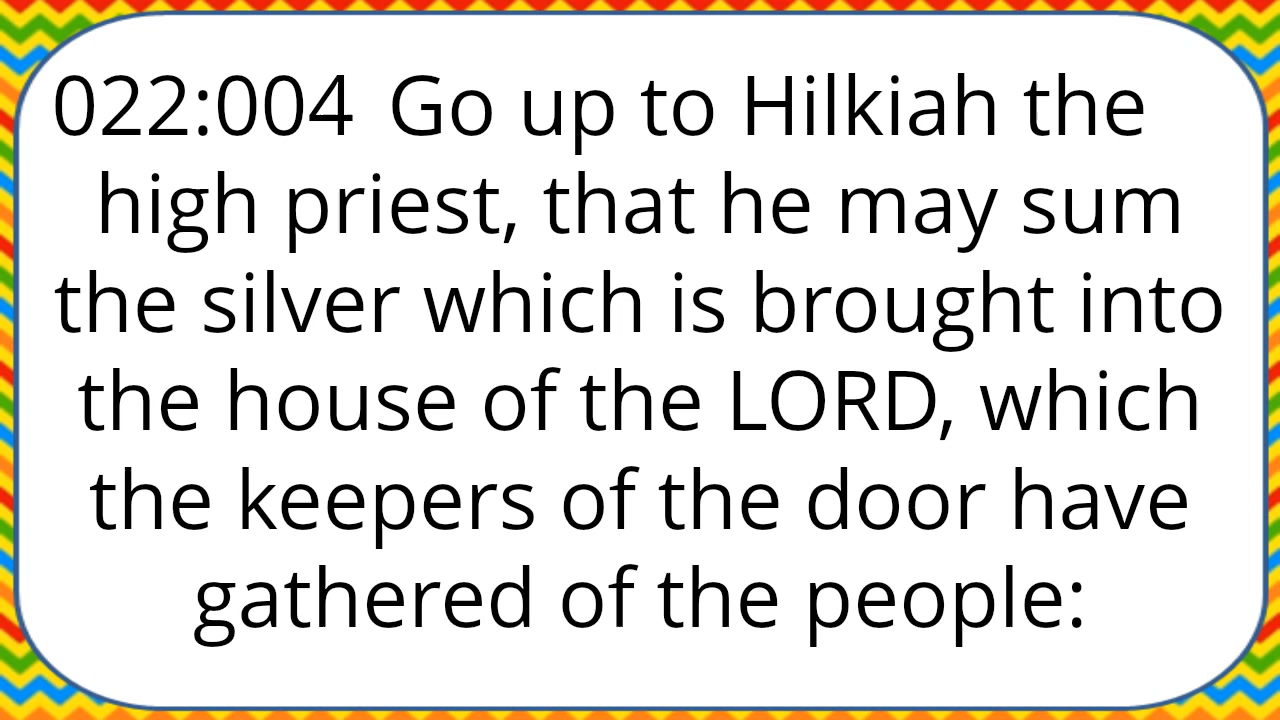 022:004 Go up to Hilkiah the
high priest, that he may sum
the silver which is brought into
the house of the LORD, which
the keepers of the door have
gathered of the people: